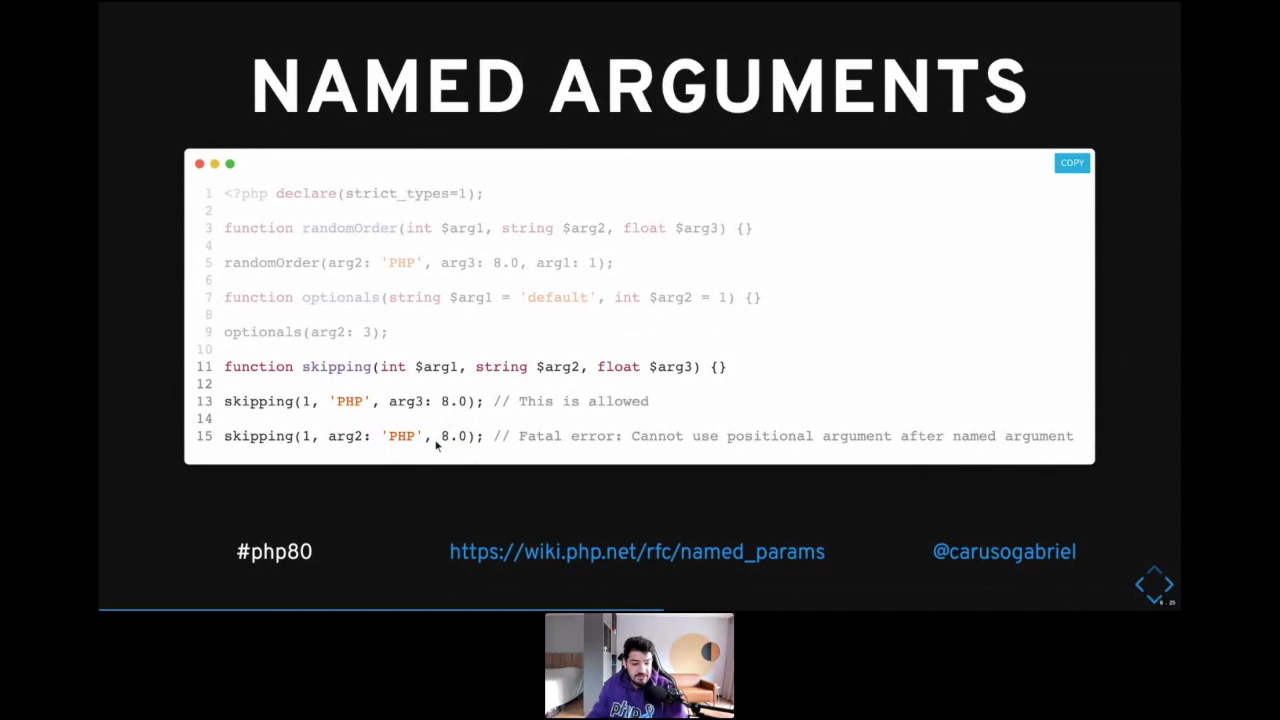 NAMED ARGUMENTS
COPY
1 <?php declare(strict_types=1);
2
3 function randomOrder(int $arg1, string $arg2, float $arg3) {}
4
5 randomOrder(arg2: 'PHP', arg3: 8.0, arg1: 1);
6
7 function optionals(string $arg1 = 'default', int $arg2 = 1) {}
8
9 optionals(arg2: 3);
10
11 function skipping(int $arg1, string $arg2, float $arg3) {}
12
13 skipping(1, 'PHP', arg3: 8.0); // This is allowed
14
15 skipping(1, arg2: 'PHP', 8.0); // Fatal error: Cannot use positional argument after named argument
#php80 https://wiki.php.net/rfc/named_params @carusogabriel
php